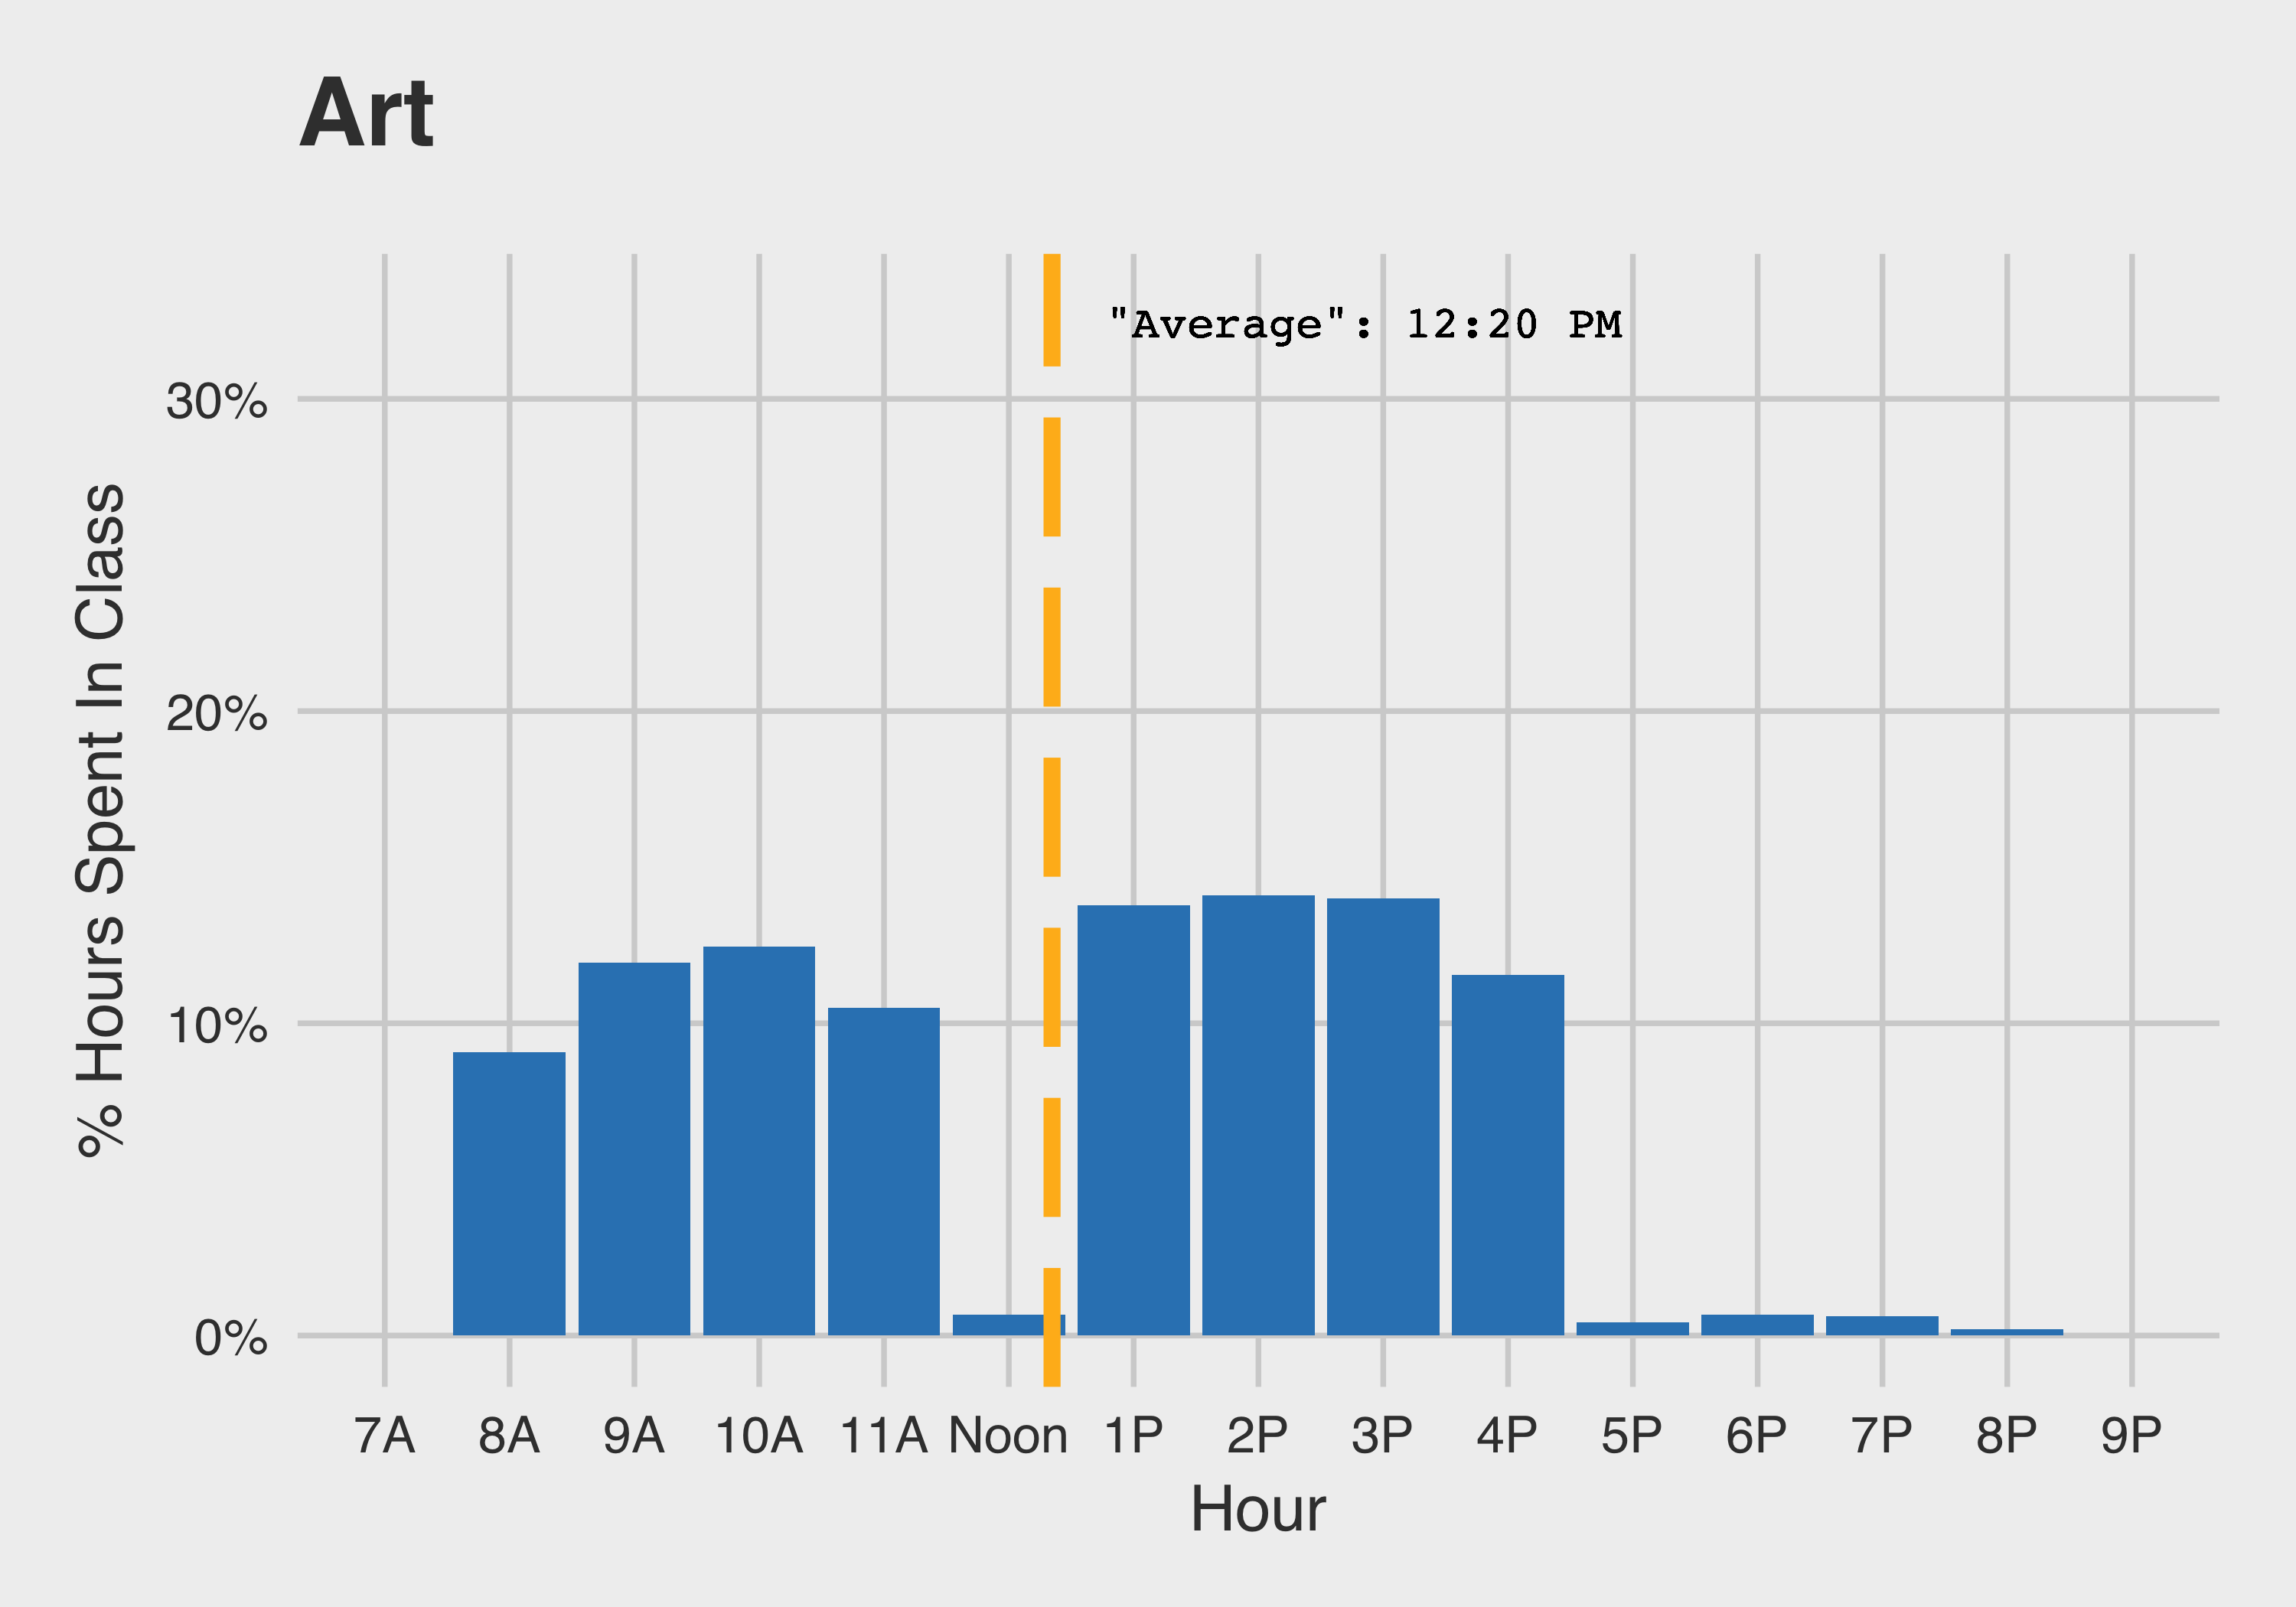 Art
"Average": 12:20 PM
30%
20%
10%
0%
% Hours Spent In Class
7A 8A 9A 10A 11A Noon 1P 2P 3P 4P 5P 6P 7P 8P 9P
Hour